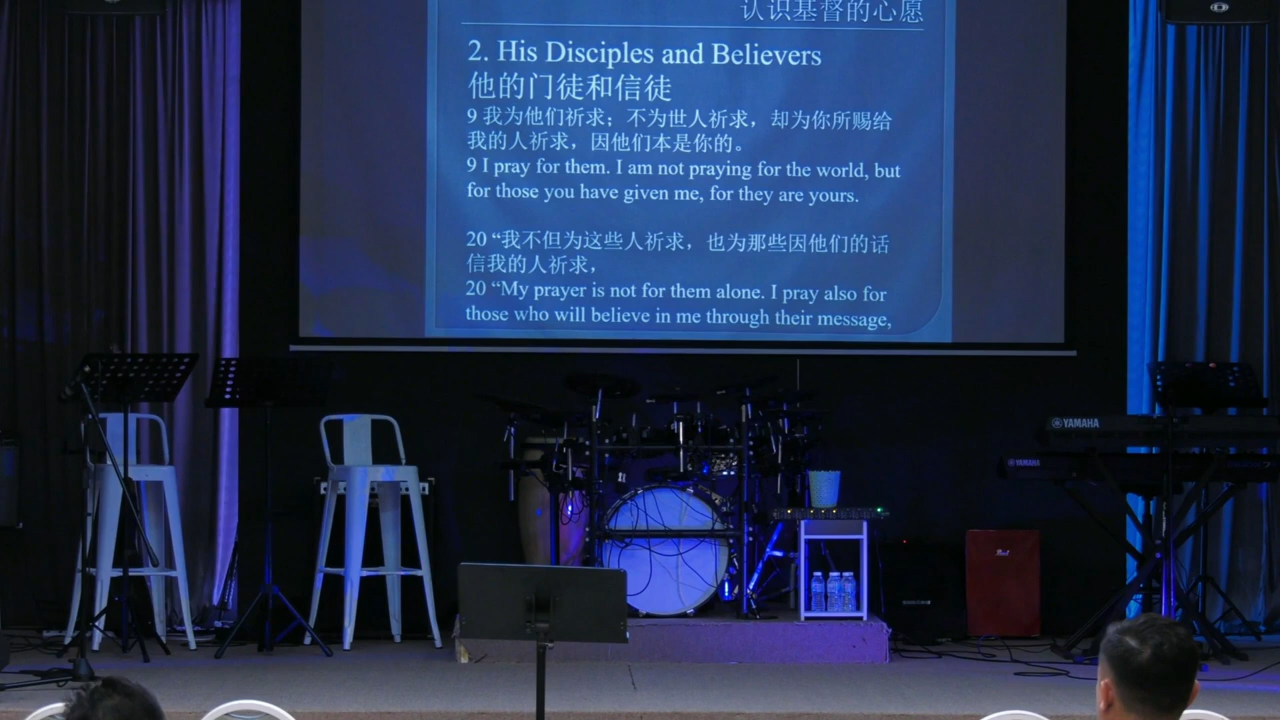 认识基督的心愿
2. His Disciples and Believers
他的门徒和信徒
9 我为他们祈求；不为世人祈求，却为你所赐给
我的人祈求，因他们本是你的。
9 I pray for them. I am not praying for the world, but
for those you have given me, for they are yours.
20 “我不但为这些人祈求，也为那些因他们的话
信我的人祈求，
20 “My prayer is not for them alone. I pray also for
those who will believe in me through their message,
YAMAHA
YAMAHA
Pearl